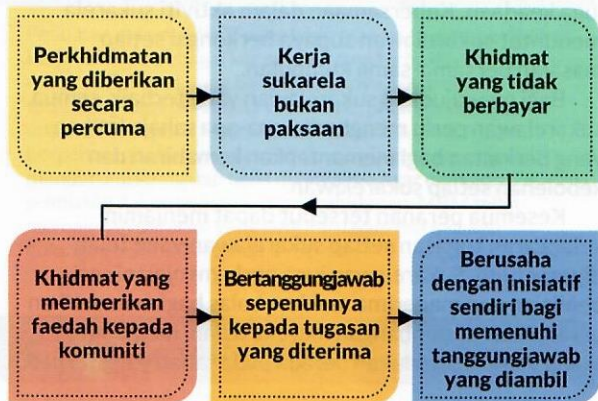 Perkhidmatan
yang diberikan
secara
percuma
Kerja
sukarela
bukan
paksaan
Khidmat
yang tidak
berbayar
Khidmat yang
memberikan
faedah kepada
komuniti
Bertanggungjawab
sepenuhnya
kepada tugasan
yang diterima
Berusaha
dengan inisiatif
sendiri bagi
memenuhi
tanggungjawab
yang diambil